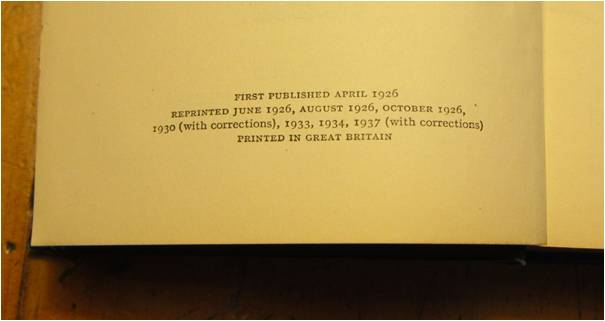 FIRST PUBLISHED APRIL 1926
REPRINTED JUNE 1926, AUGUST 1926, OCTOBER 1926,
1930 (with corrections), 1933, 1934, 1937 (with corrections)
PRINTED IN GREAT BRITAIN